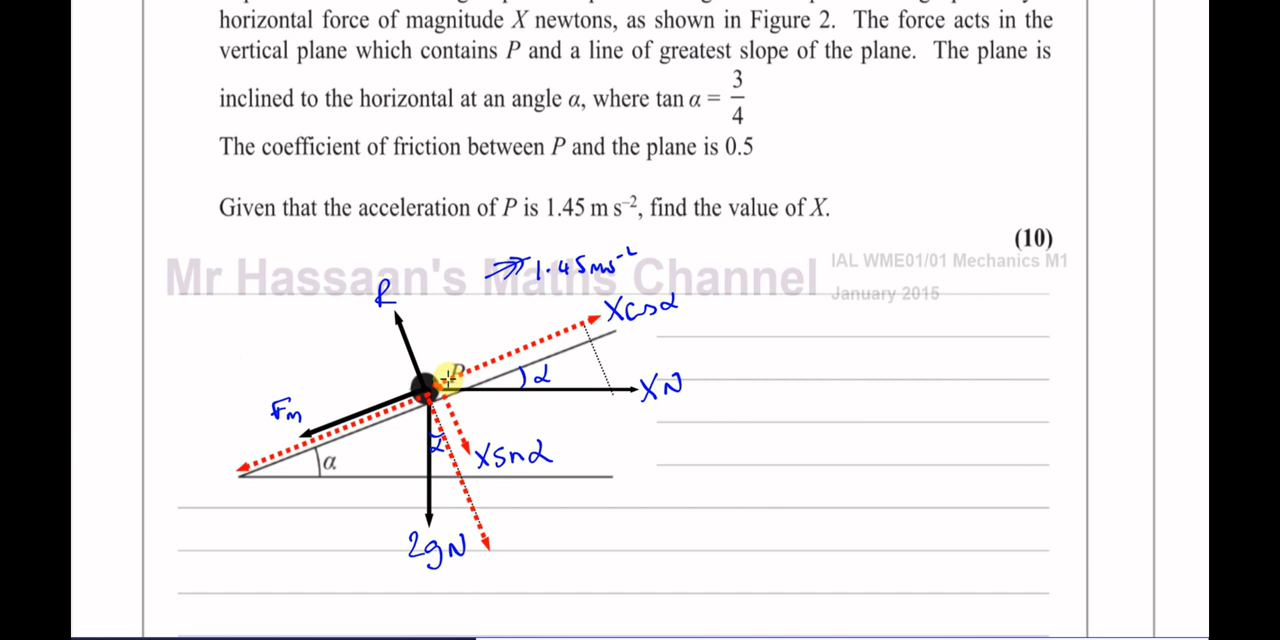 horizontal force of magnitude X newtons, as shown in Figure 2. The force acts in the
vertical plane which contains P and a line of greatest slope of the plane. The plane is
inclined to the horizontal at an angle α, where tan α = 3/4
The coefficient of friction between P and the plane is 0.5
Given that the acceleration of P is 1.45 m s⁻², find the value of X.
(10)
Mr Hassaan's Maths Channel
IAL WME01/01 Mechanics M1
January 2015
1.45ms⁻²
R
Xcosα
P
α
XN
Fm
α
α
Xsinα
2gN